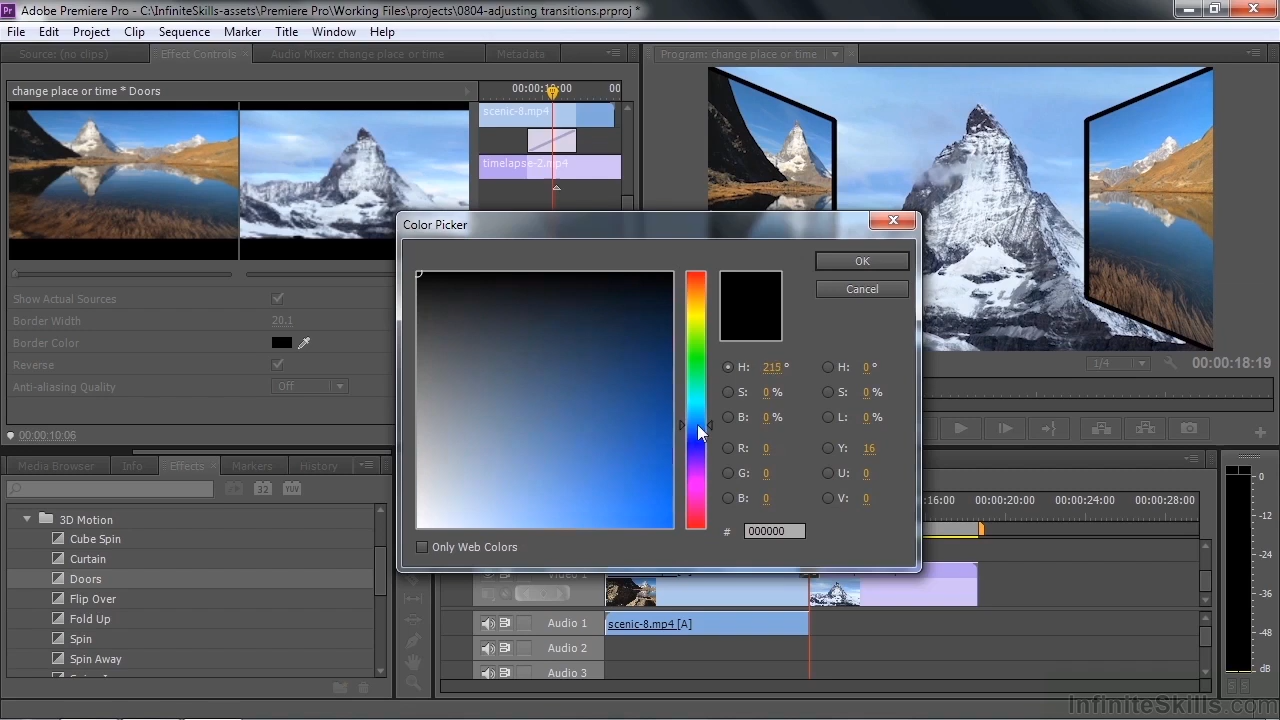 Adobe Premiere Pro - C:\InfiniteSkills-assets\Premiere Pro\Working Files\projects\0804-adjusting transitions.prproj *
File Edit Project Clip Sequence Marker Title Window Help
Source: (no clips) Effect Controls Audio Mixer: change place or time Metadata
Program: change place or time
change place or time * Doors
00:00:10:00 00
scenic-8.mp4
timelapse-2.mp4
Show Actual Sources
Border Width 20.1
Border Color
Reverse
Anti-aliasing Quality Off
00:00:10:06
1/4 00:00:18:19
Color Picker
OK
Cancel
H: 215 ° H: 0 °
S: 0 % S: 0 %
B: 0 % L: 0 %
R: 0 Y: 16
G: 0 U: 0
B: 0 V: 0
# 000000
Only Web Colors
Media Browser Info Effects Markers History
32 YUV
3D Motion
Cube Spin
Curtain
Doors
Flip Over
Fold Up
Spin
Spin Away
16:00 00:00:20:00 00:00:24:00 00:00:28:00
Video 1
Audio 1 scenic-8.mp4 [A]
Audio 2
Audio 3
0
-12
-24
-36
-48
dB
InfiniteSkills.com